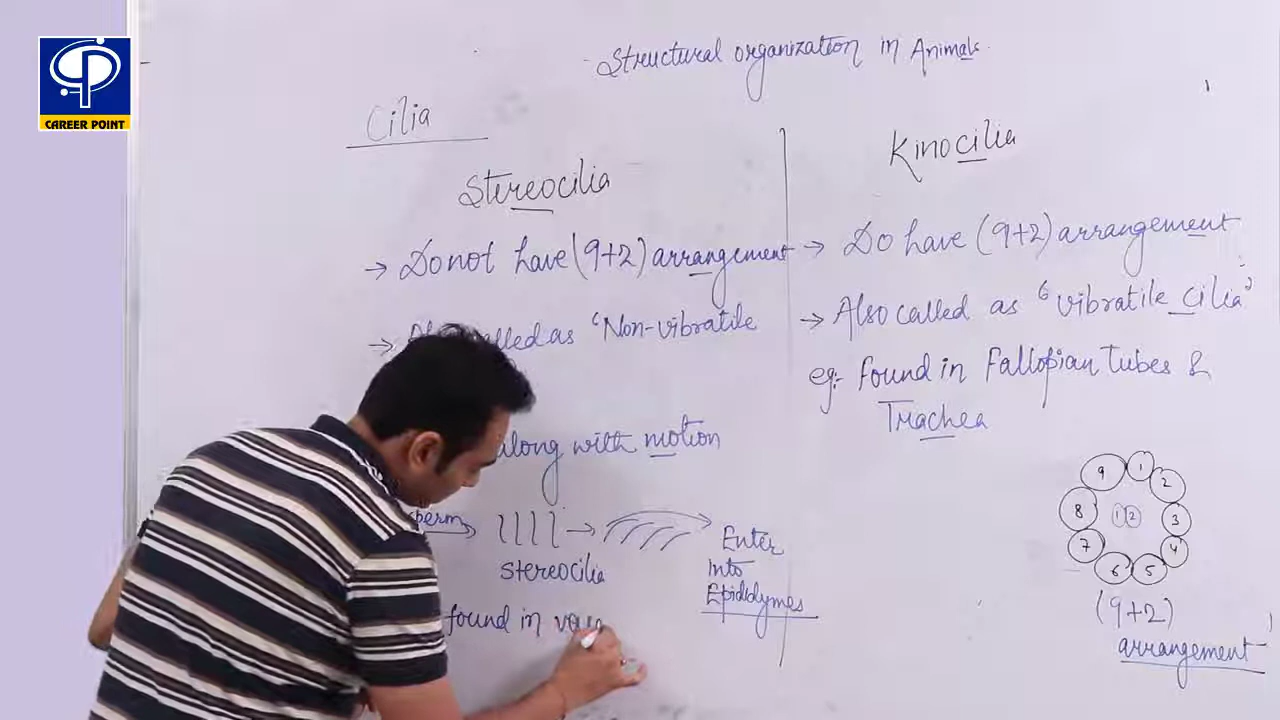 CAREER POINT
Structural organization in Animals
Cilia
Stereocilia
→ Do not have (9+2) arrangement
called as ‘Non-vibratile
along with motion
sperm
stereocilia
Enter
into
Epididymes
found in
Kinocilia
→ Do have (9+2) arrangement
→ Also called as ‘vibratile cilia’
eg:- found in fallopian tubes &
Trachea
9 1 2
8 1 2 3
7 4
6 5
(9+2)
arrangement